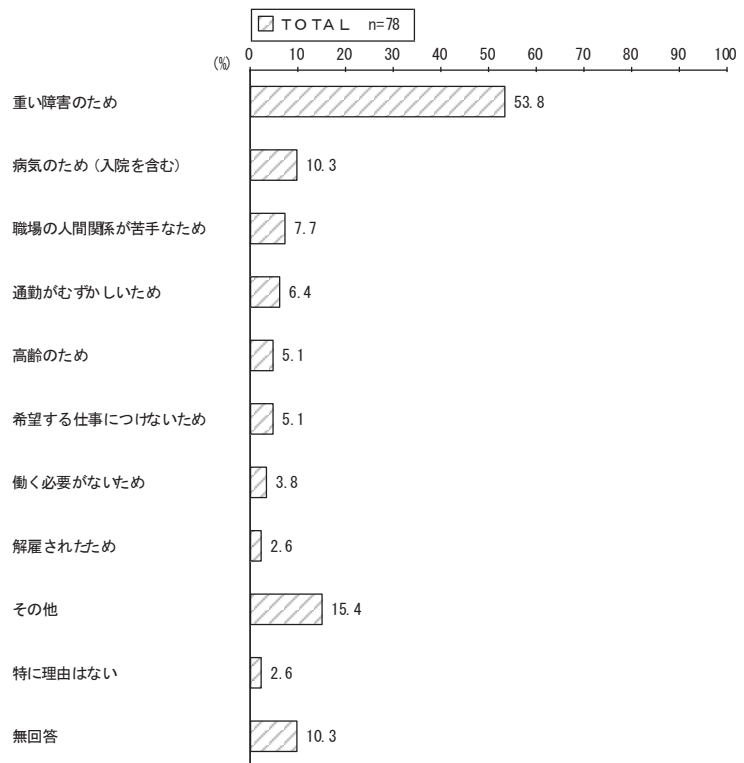 ＴＯＴＡＬ n=78
(%) 0 10 20 30 40 50 60 70 80 90 100
重い障害のため 53.8
病気のため（入院を含む） 10.3
職場の人間関係が苦手なため 7.7
通勤がむずかしいため 6.4
高齢のため 5.1
希望する仕事につけないため 5.1
働く必要がないため 3.8
解雇されたため 2.6
その他 15.4
特に理由はない 2.6
無回答 10.3